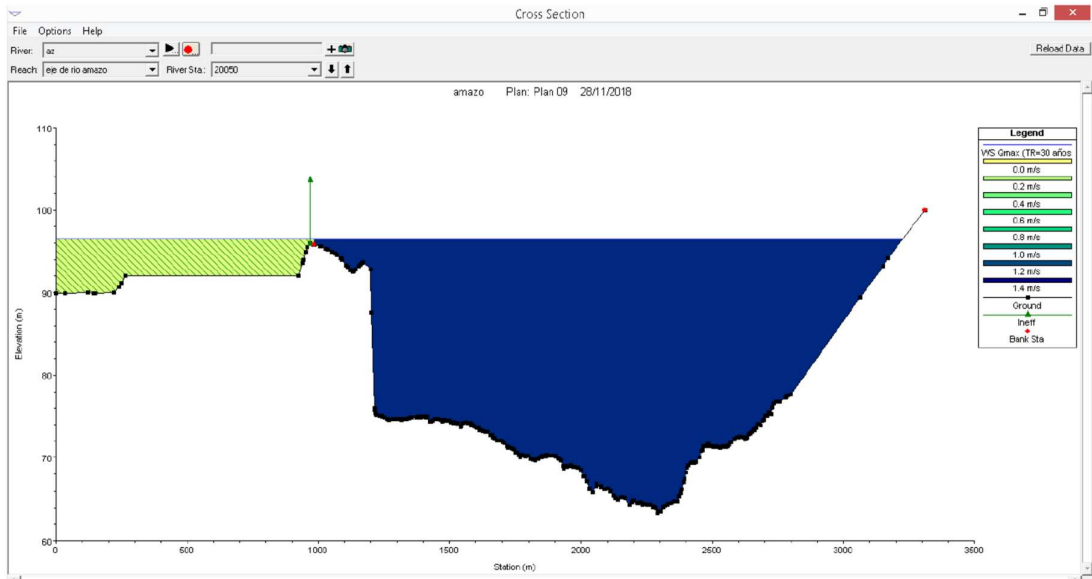 Cross Section
File Options Help
River: az
Reload Data
Reach: eje de rio amazo River Sta.: 20050
amazo Plan: Plan 09 28/11/2018
110
100
90
80
70
60
Elevation (m)
0 500 1000 1500 2000 2500 3000 3500
Station (m)
Legend
WS Qmax (TR=30 años
0.0 m/s
0.2 m/s
0.4 m/s
0.6 m/s
0.8 m/s
1.0 m/s
1.2 m/s
1.4 m/s
Ground
Ineff
Bank Sta